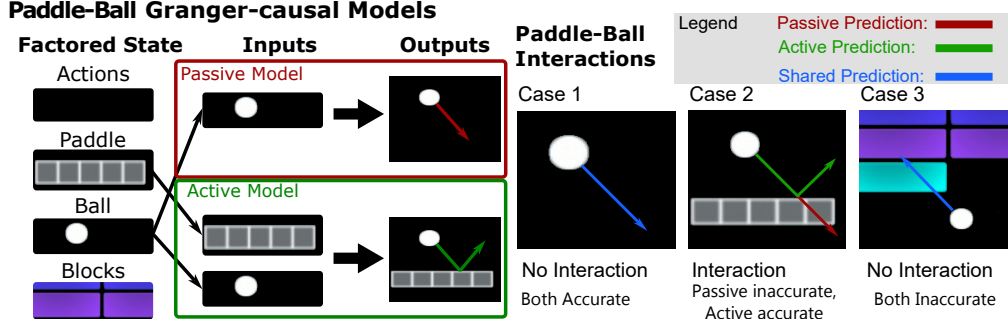 Paddle-Ball Granger-causal Models
Factored State
Inputs
Outputs
Actions
Paddle
Ball
Blocks
Passive Model
Active Model
Paddle-Ball
Interactions
Legend
Passive Prediction:
Active Prediction:
Shared Prediction:
Case 1
No Interaction
Both Accurate
Case 2
Interaction
Passive inaccurate,
Active accurate
Case 3
No Interaction
Both Inaccurate